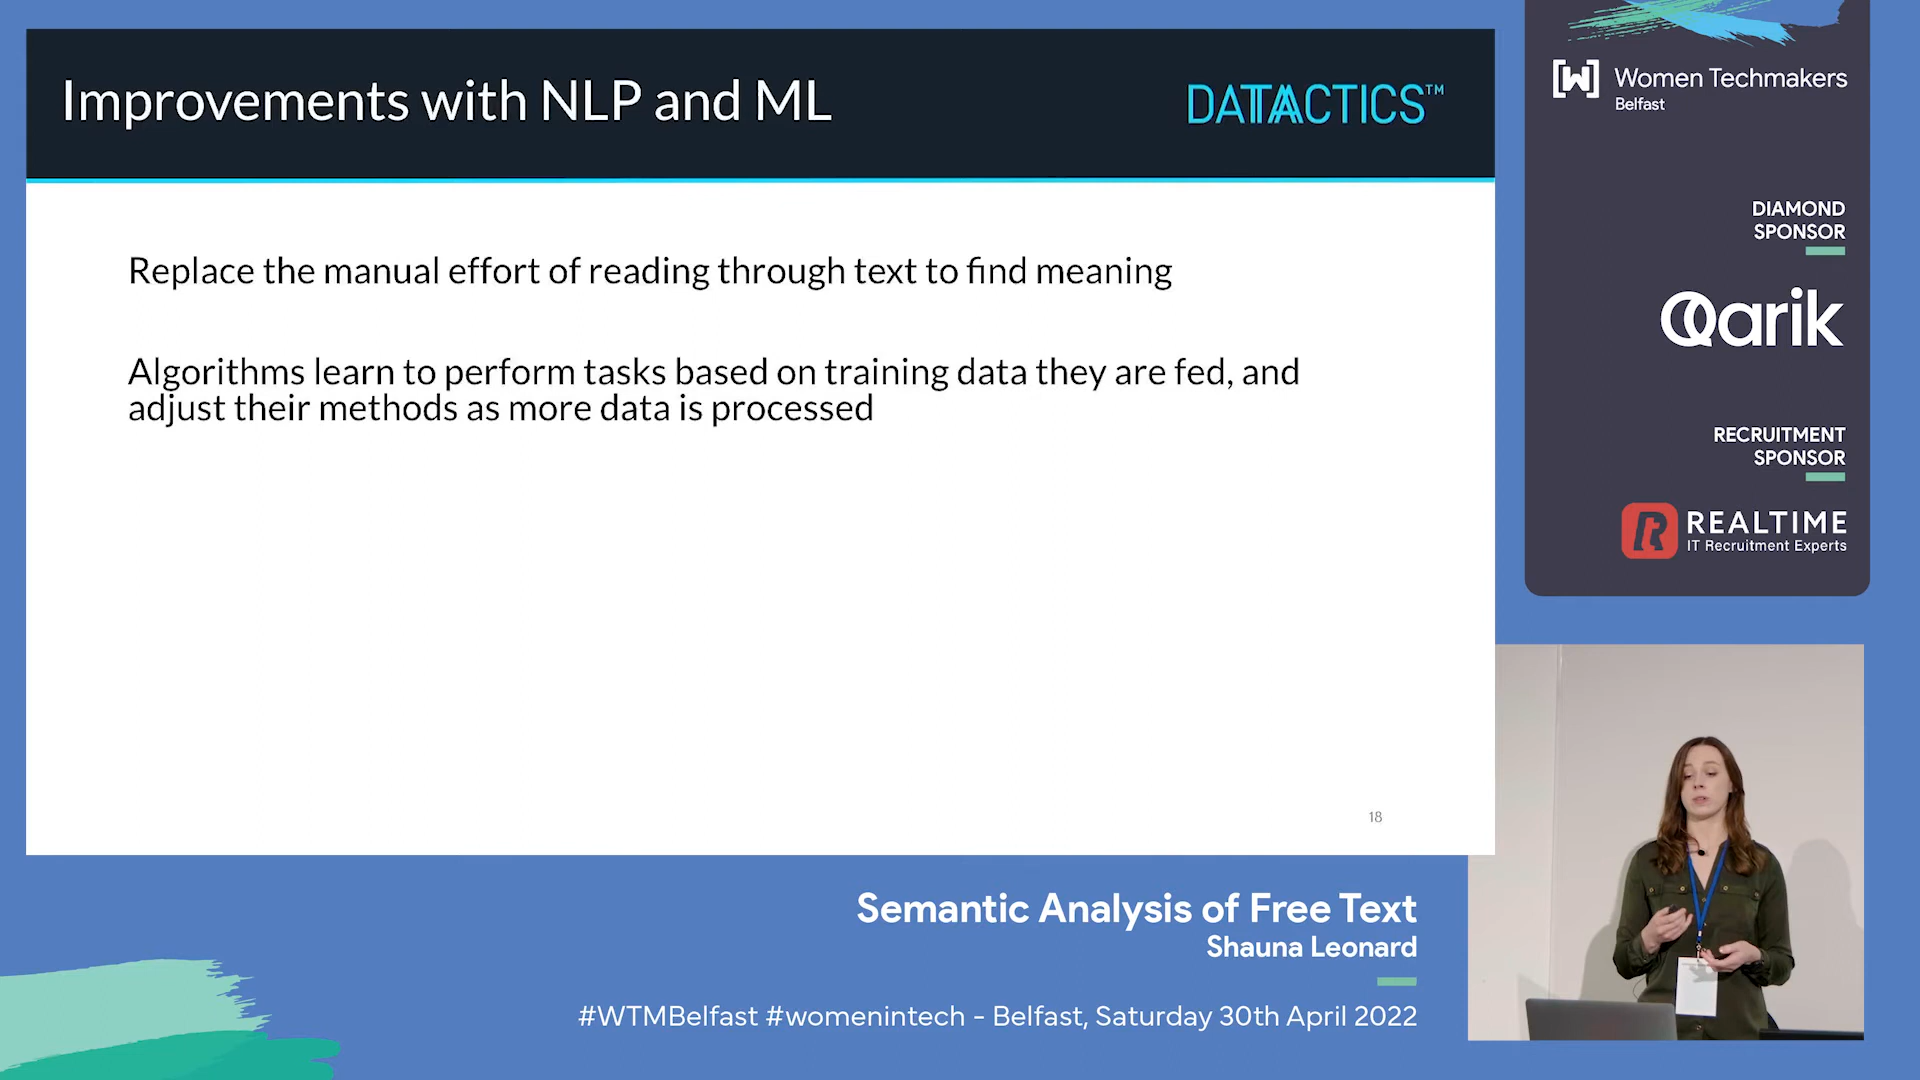 Improvements with NLP and ML
DATACTICS™
Replace the manual effort of reading through text to find meaning
Algorithms learn to perform tasks based on training data they are fed, and
adjust their methods as more data is processed
18
Women Techmakers
Belfast
DIAMOND
SPONSOR
Qarik
RECRUITMENT
SPONSOR
REALTIME
IT Recruitment Experts
Semantic Analysis of Free Text
Shauna Leonard
#WTMBelfast #womenintech - Belfast, Saturday 30th April 2022